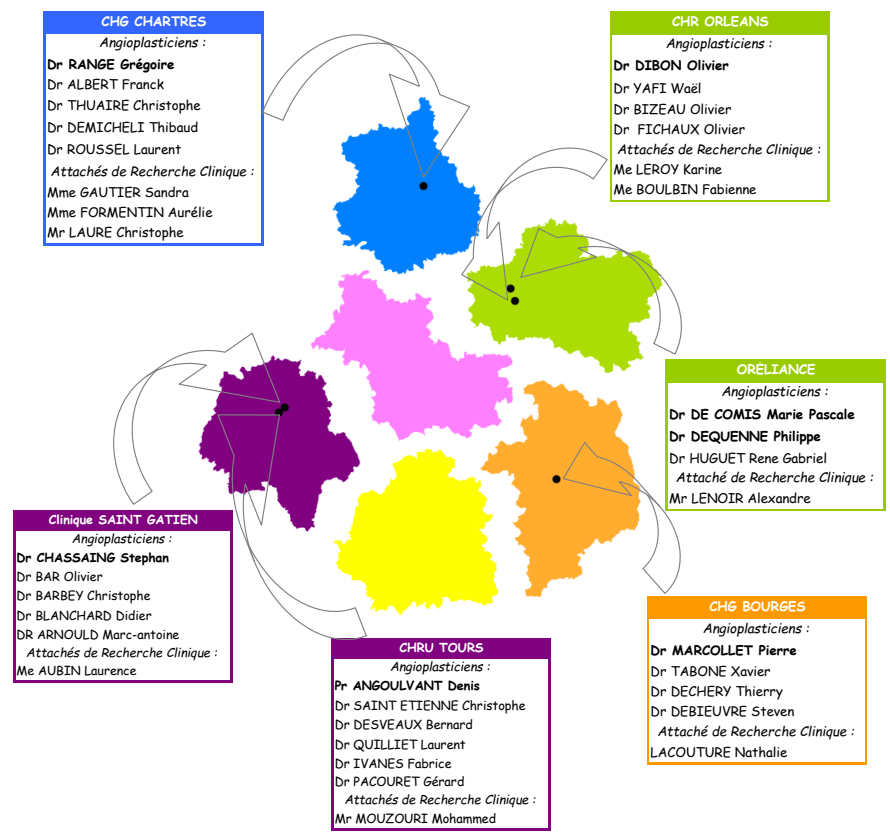 CHG CHARTRES
Angioplasticiens :
Dr RANGE Grégoire
Dr ALBERT Franck
Dr THUAIRE Christophe
Dr DEMICHELI Thibaud
Dr ROUSSEL Laurent
Attachés de Recherche Clinique :
Mme GAUTIER Sandra
Mme FORMENTIN Aurélie
Mr LAURE Christophe
CHR ORLEANS
Angioplasticiens :
Dr DIBON Olivier
Dr YAFI Waël
Dr BIZEAU Olivier
Dr FICHAUX Olivier
Attachés de Recherche Clinique :
Me LEROY Karine
Me BOULBIN Fabienne
ORÉLIANCE
Angioplasticiens :
Dr DE COMIS Marie Pascale
Dr DEQUENNE Philippe
Dr HUGUET Rene Gabriel
Attaché de Recherche Clinique :
Mr LENOIR Alexandre
Clinique SAINT GATIEN
Angioplasticiens :
Dr CHASSAING Stephan
Dr BAR Olivier
Dr BARBEY Christophe
Dr BLANCHARD Didier
DR ARNOULD Marc-antoine
Attachés de Recherche Clinique :
Me AUBIN Laurence
CHRU TOURS
Angioplasticiens :
Pr ANGOULVANT Denis
Dr SAINT ETIENNE Christophe
Dr DESVEAUX Bernard
Dr QUILLIET Laurent
Dr IVANES Fabrice
Dr PACOURET Gérard
Attachés de Recherche Clinique :
Mr MOUZOURI Mohammed
CHG BOURGES
Angioplasticiens :
Dr MARCOLLET Pierre
Dr TABONE Xavier
Dr DECHERY Thierry
Dr DEBIEUVRE Steven
Attaché de Recherche Clinique :
LACOUTURE Nathalie